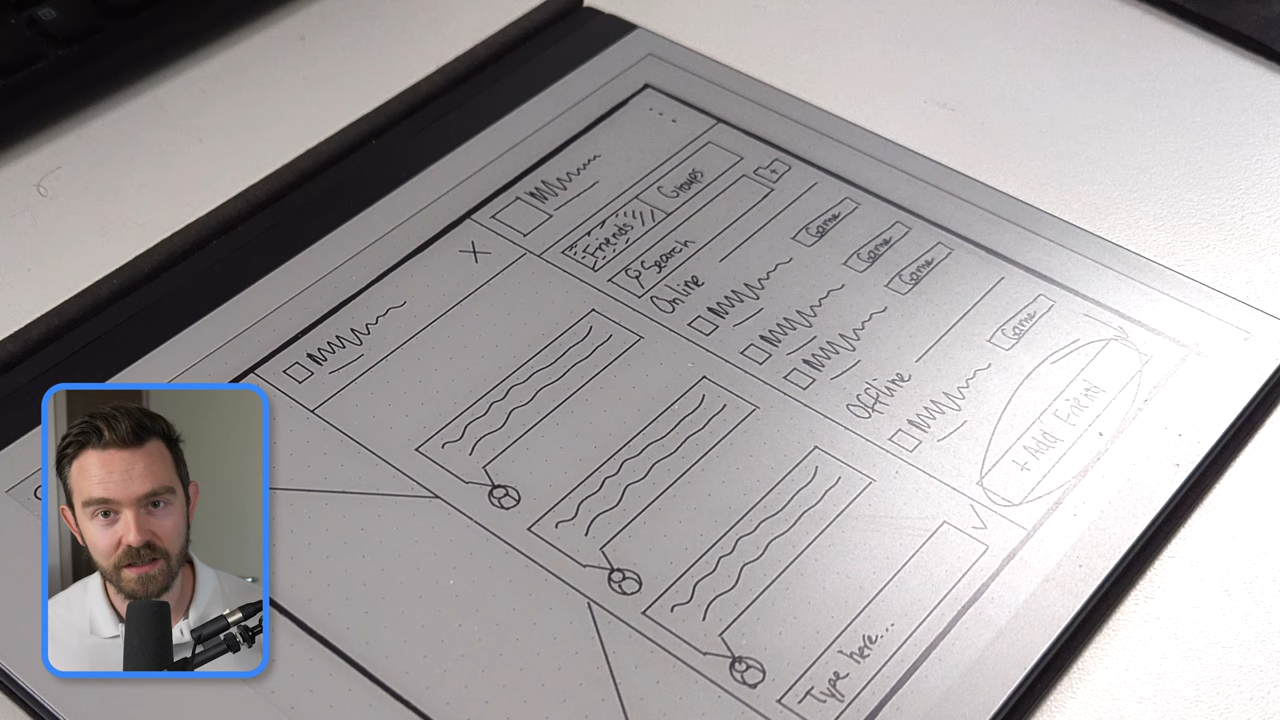 Friends
Groups
Search
+
Online
Game
Game
Game
Offline
Game
+ Add Friend
Type here...